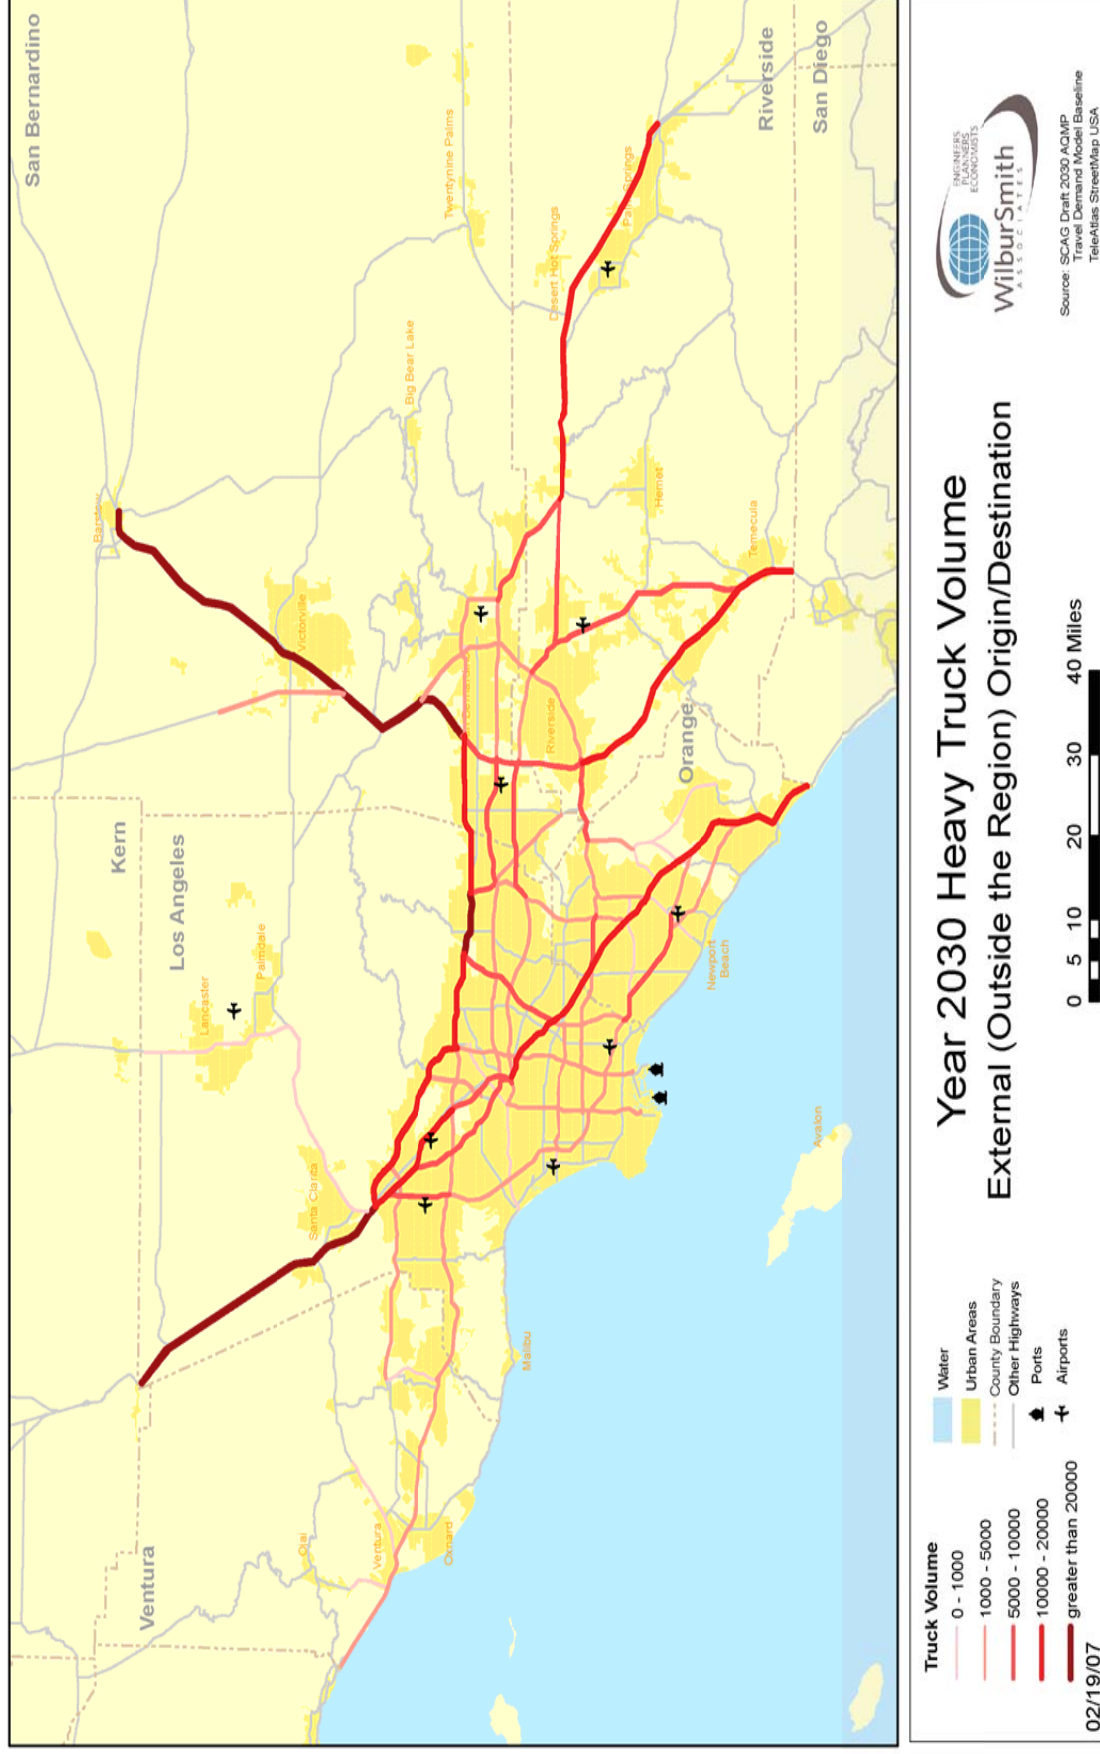 San Bernardino
Riverside
San Diego
Kern
Los Angeles
Orange
Ventura
Barstow
Twentynine Palms
Big Bear Lake
Desert Hot Springs
Palm Springs
Victorville
Hemet
Temecula
Riverside
Lancaster
Palmdale
Santa Clarita
Newport
Beach
Avalon
Malibu
Ojai
Ventura
Oxnard
Year 2030 Heavy Truck Volume
External (Outside the Region) Origin/Destination
Truck Volume
0 - 1000
1000 - 5000
5000 - 10000
10000 - 20000
greater than 20000
Water
Urban Areas
County Boundary
Other Highways
Ports
Airports
0 5 10 20 30 40 Miles
WilburSmith
ASSOCIATES
ENGINEERS
PLANNERS
ECONOMISTS
Source: SCAG Draft 2030 AQMP
Travel Demand Model Baseline
TeleAtlas StreetMap USA
02/19/07